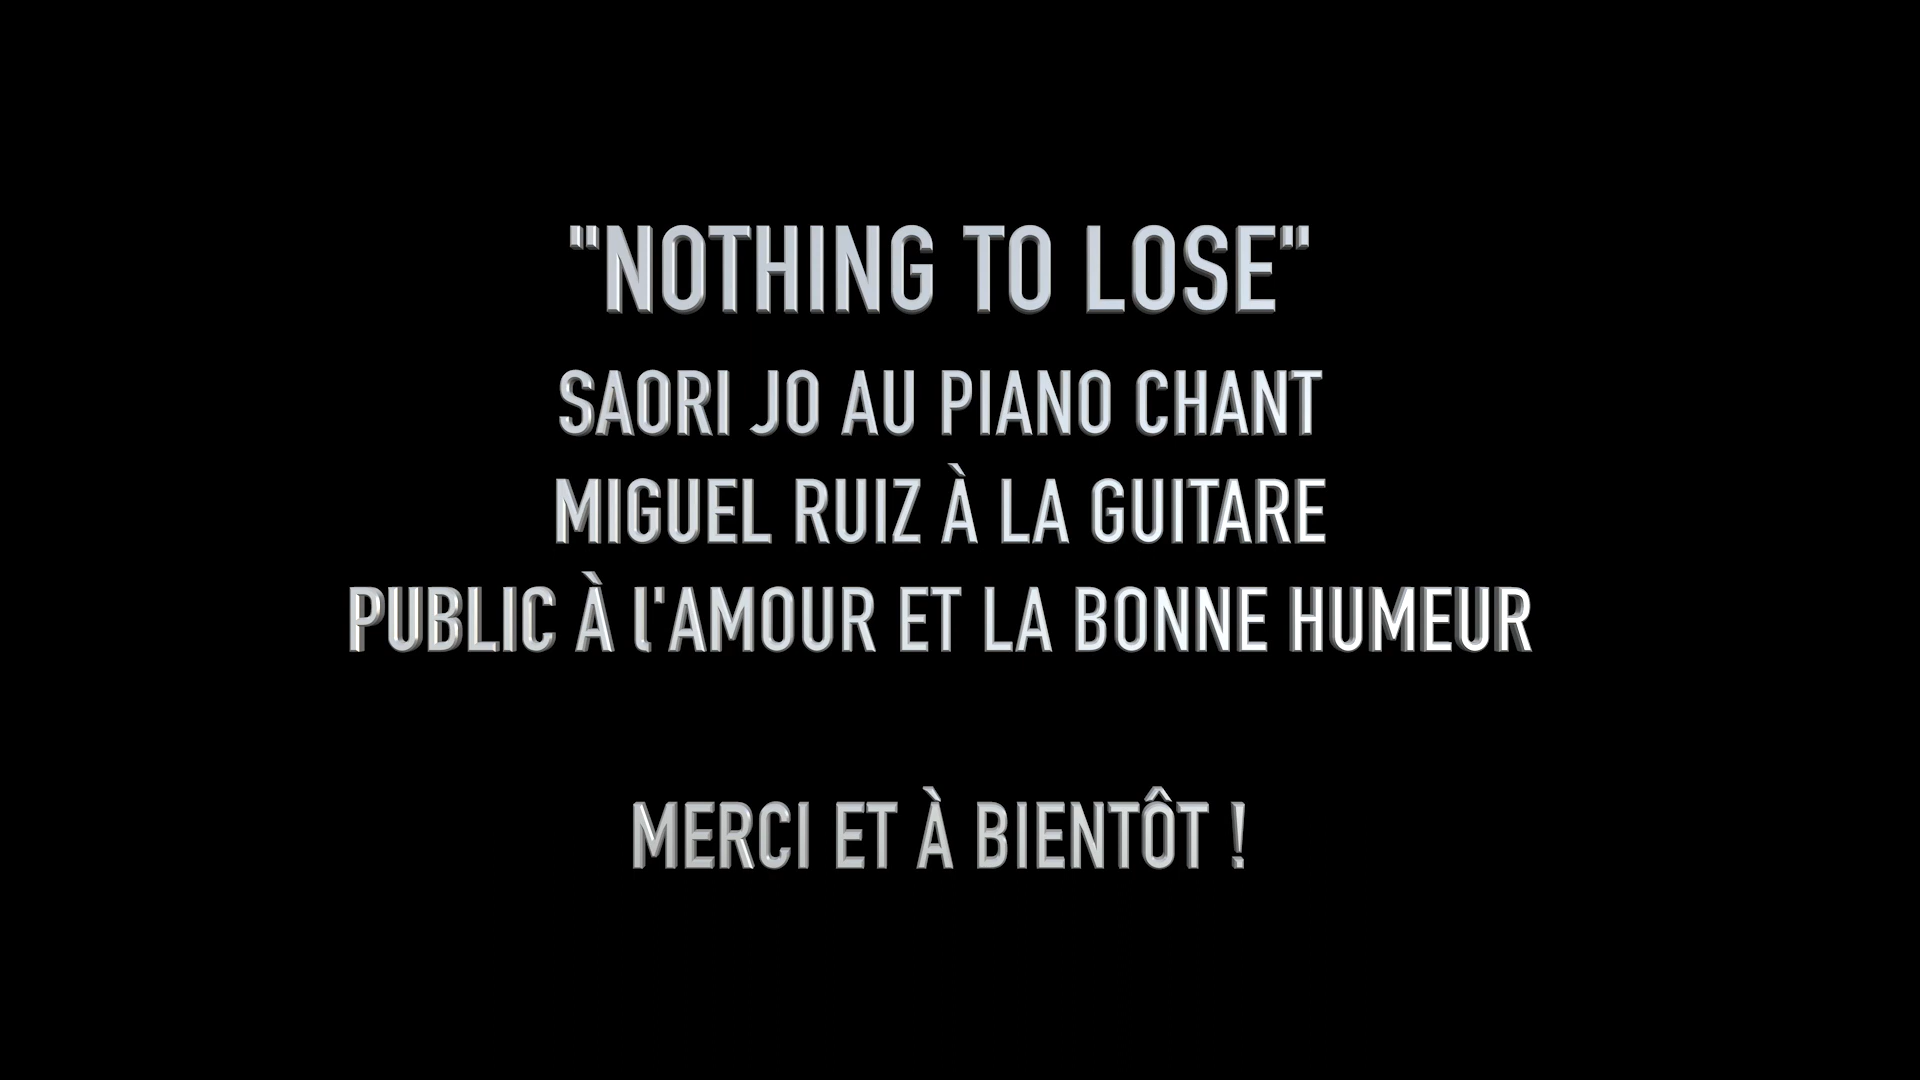 "NOTHING TO LOSE"
SAORI JO AU PIANO CHANT
MIGUEL RUIZ À LA GUITARE
PUBLIC À l'AMOUR ET LA BONNE HUMEUR
MERCI ET À BIENTÔT !